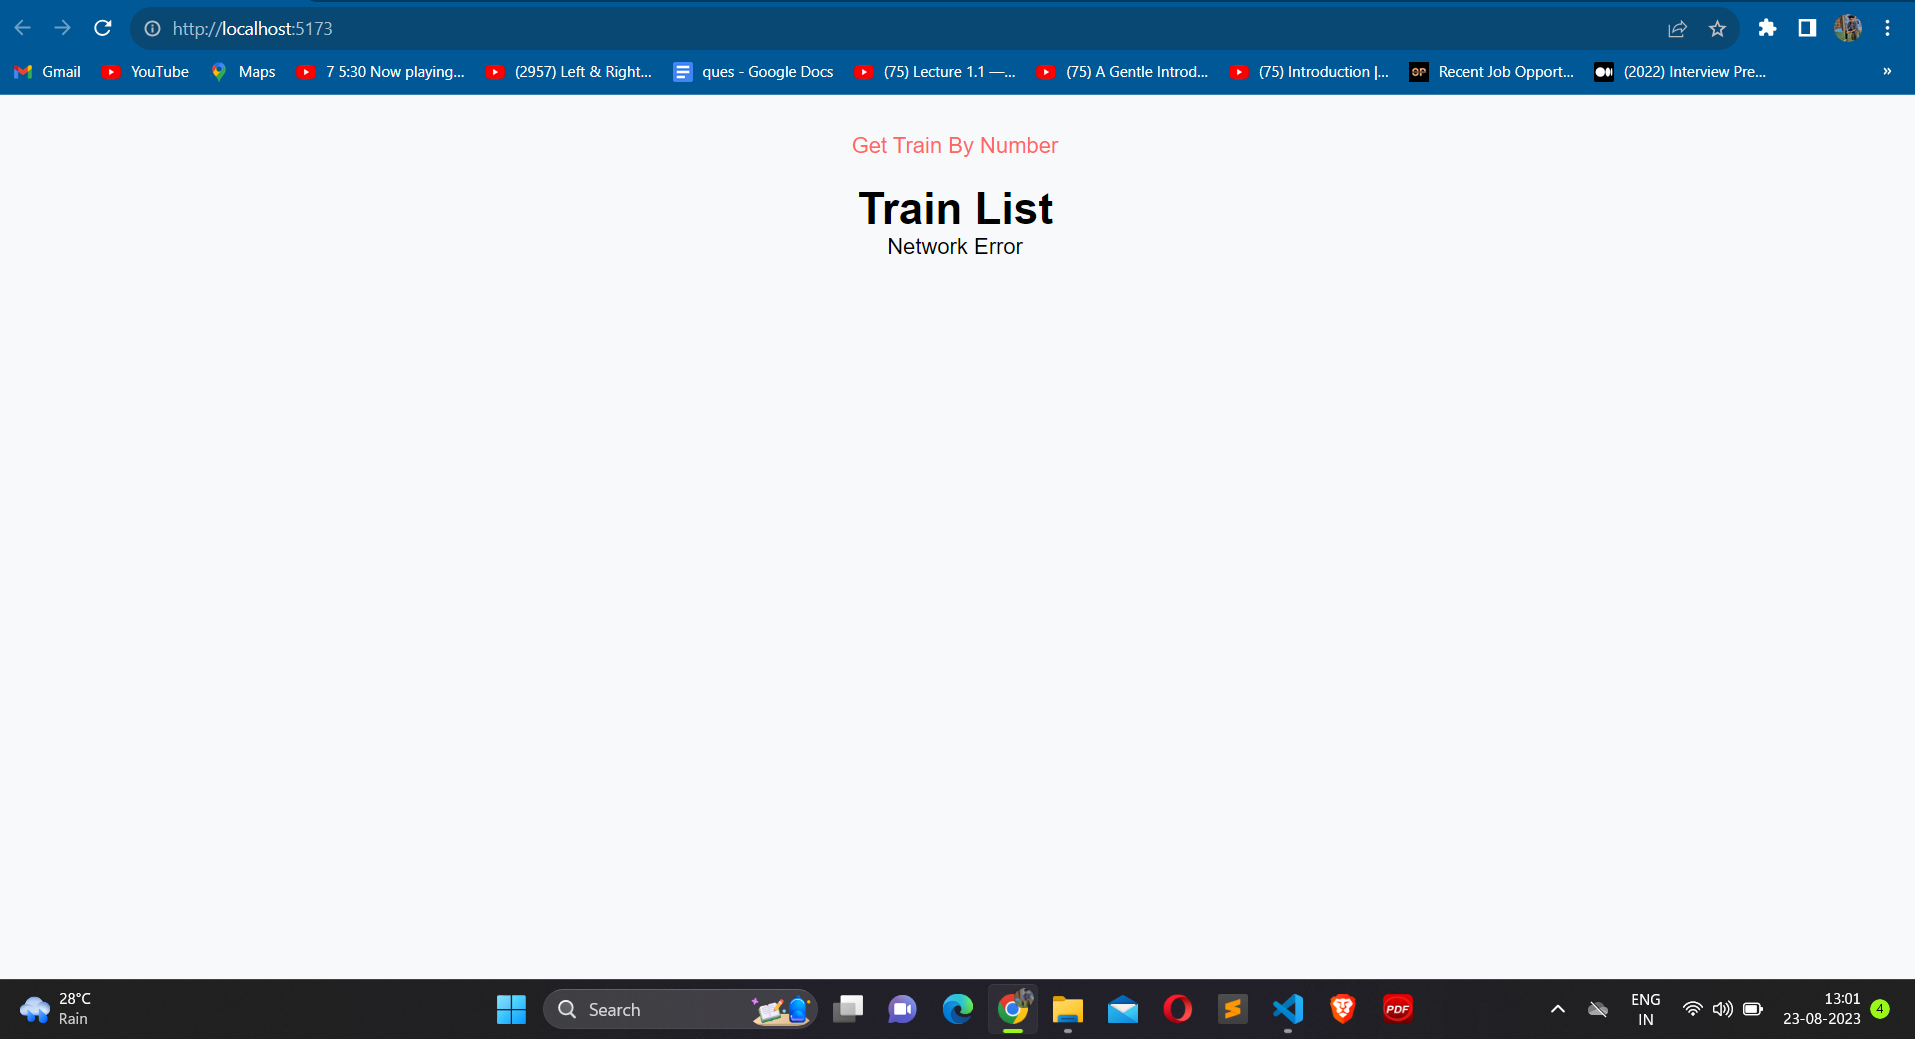 http://localhost:5173
Gmail YouTube Maps 7 5:30 Now playing... (2957) Left & Right... ques - Google Docs (75) Lecture 1.1 —... (75) A Gentle Introd... (75) Introduction |... OP Recent Job Opport... (2022) Interview Pre... »
Get Train By Number
Train List
Network Error
28°C
Rain
Search
PDF
ENG
IN
13:01
23-08-2023
4